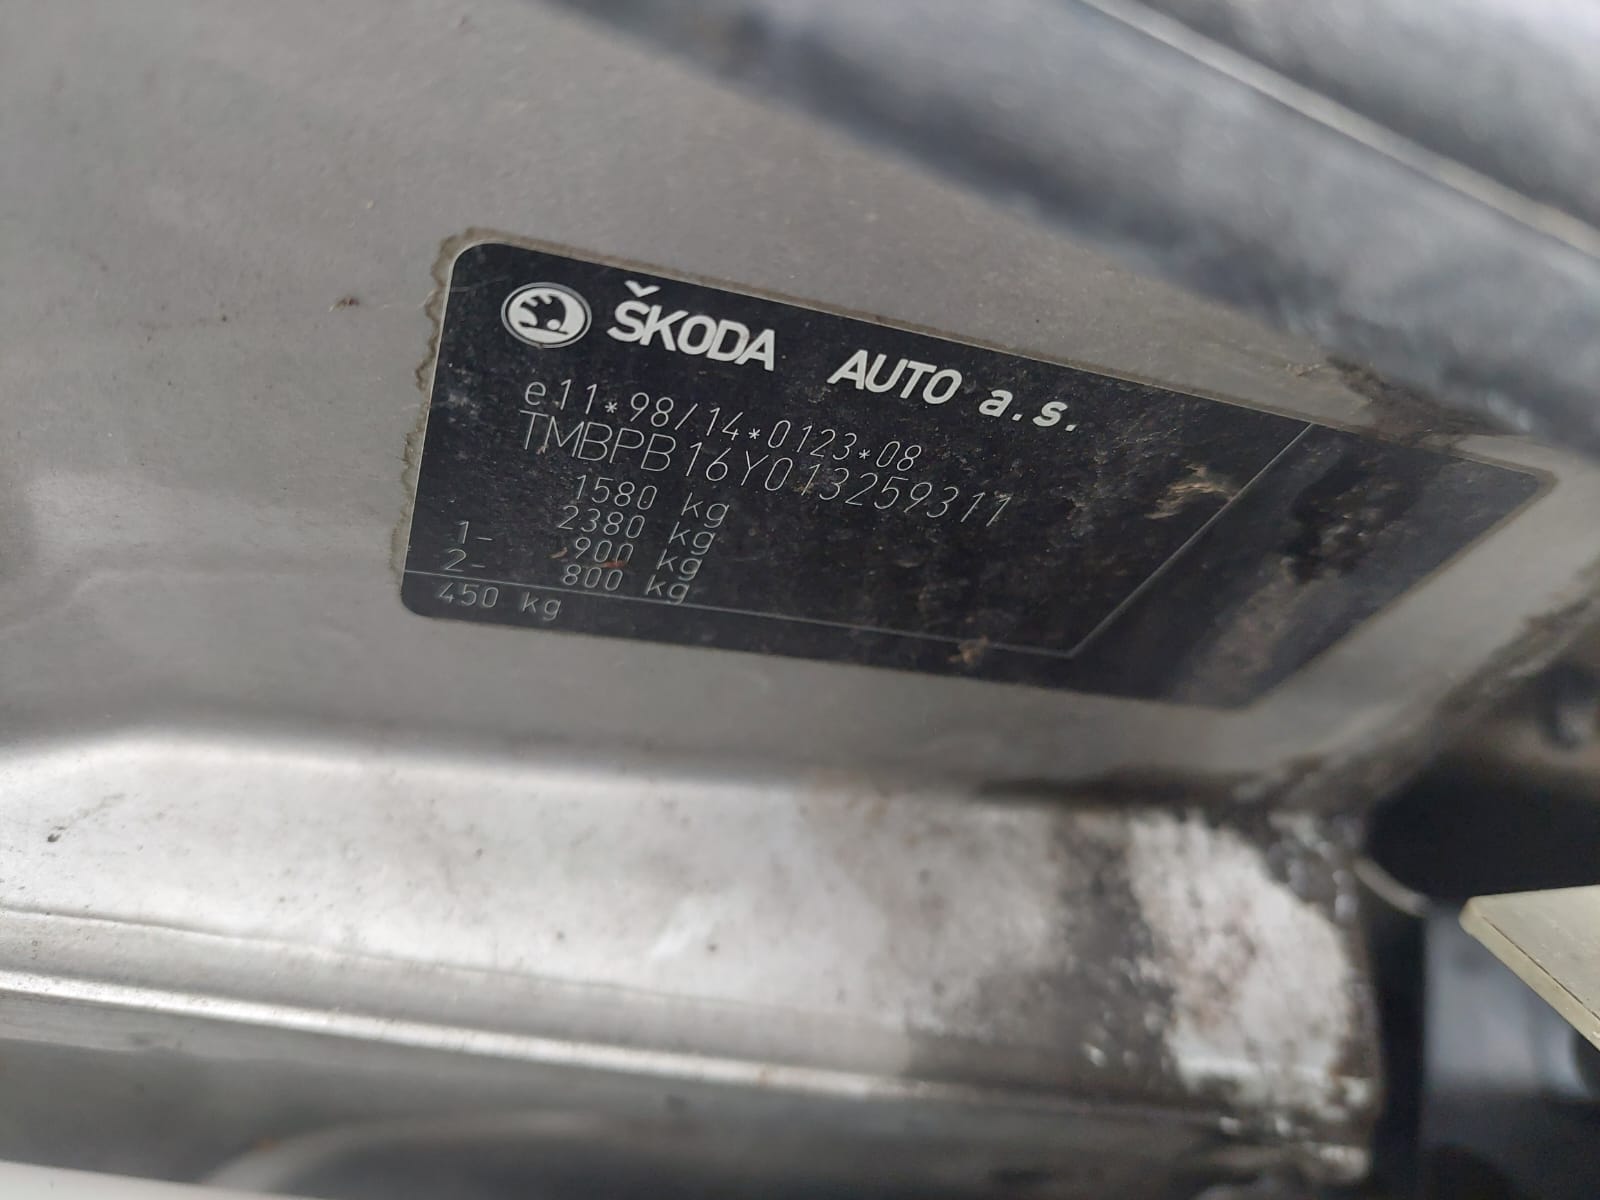 ŠKODA AUTO a.s.
e11*98/14*0123*08
TMBPB16Y013259311
1580 kg
2380 kg
1- 900 kg
2- 800 kg
450 kg